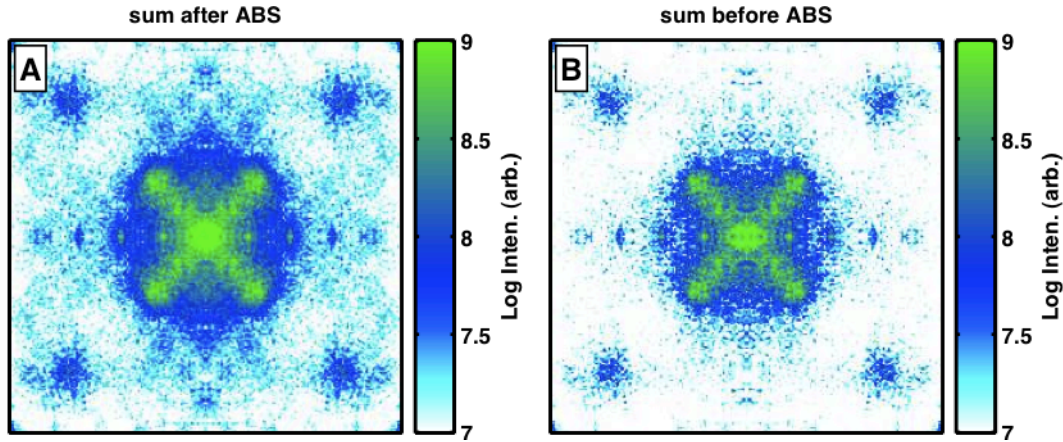 sum after ABS
sum before ABS
A
9
8.5
8
7.5
7
Log Inten. (arb.)
B
9
8.5
8
7.5
7
Log Inten. (arb.)